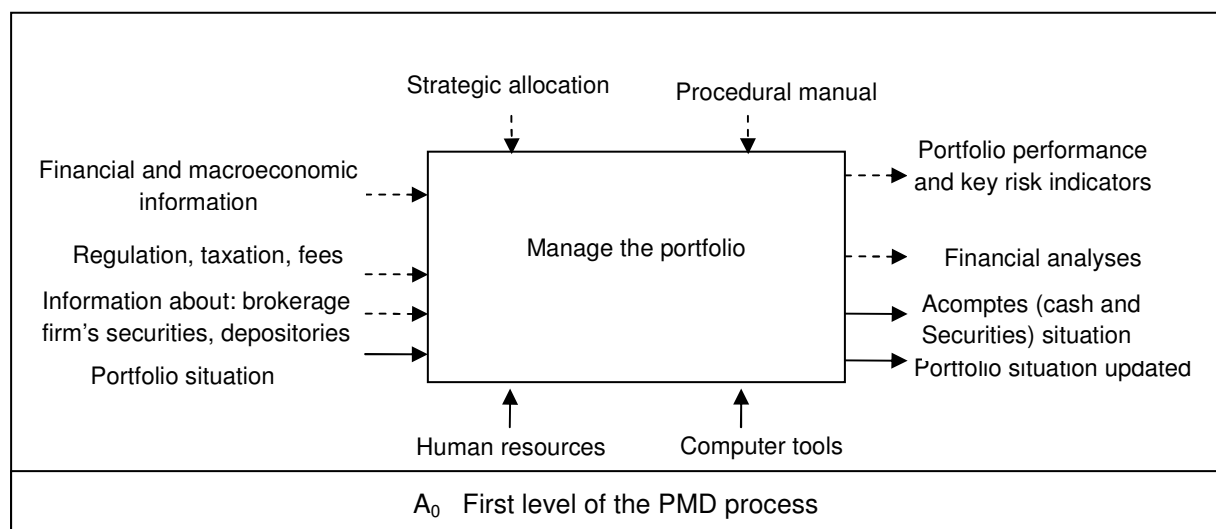 Strategic allocation
Procedural manual
Financial and macroeconomic
information
Regulation, taxation, fees
Information about: brokerage
firm's securities, depositories
Portfolio situation
Manage the portfolio
Portfolio performance
and key risk indicators
Financial analyses
Acomptes (cash and
Securities) situation
Portfolio situation updated
Human resources
Computer tools
A₀ First level of the PMD process